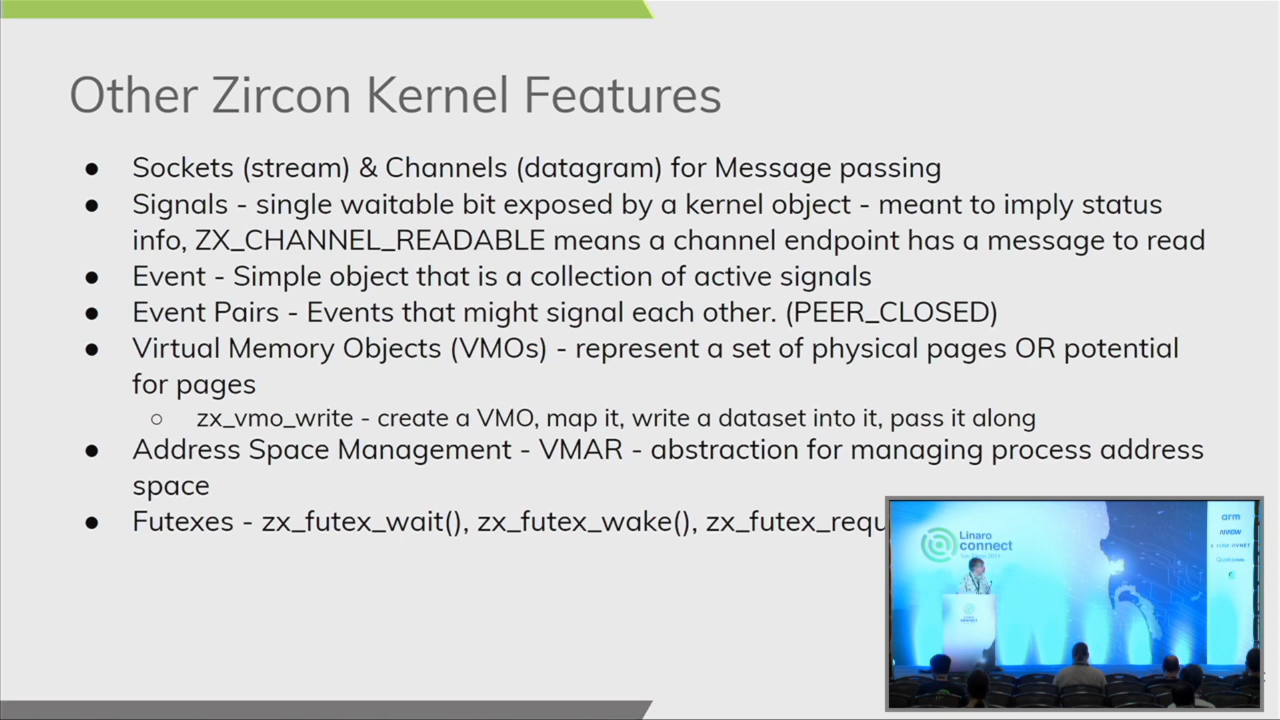 Other Zircon Kernel Features
● Sockets (stream) & Channels (datagram) for Message passing
● Signals - single waitable bit exposed by a kernel object - meant to imply status
info, ZX_CHANNEL_READABLE means a channel endpoint has a message to read
● Event - Simple object that is a collection of active signals
● Event Pairs - Events that might signal each other. (PEER_CLOSED)
● Virtual Memory Objects (VMOs) - represent a set of physical pages OR potential
for pages
○ zx_vmo_write - create a VMO, map it, write a dataset into it, pass it along
● Address Space Management - VMAR - abstraction for managing process address
space
● Futexes - zx_futex_wait(), zx_futex_wake(), zx_futex_requ
Linaro
connect
arm